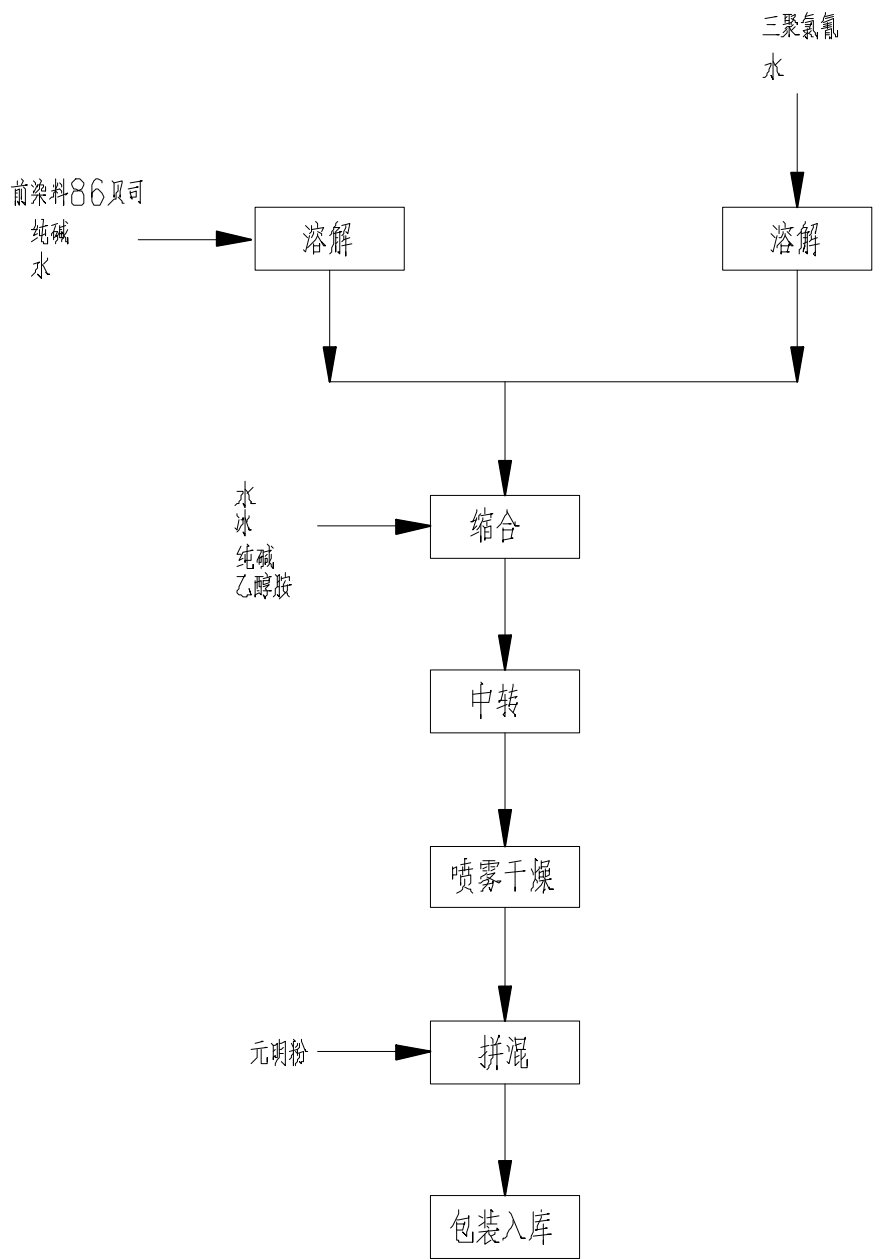 三聚氯氰
水
前染料86贝司
纯碱
水
溶解
溶解
水
冰
纯碱
乙醇胺
缩合
中转
喷雾干燥
元明粉
拼混
包装入库